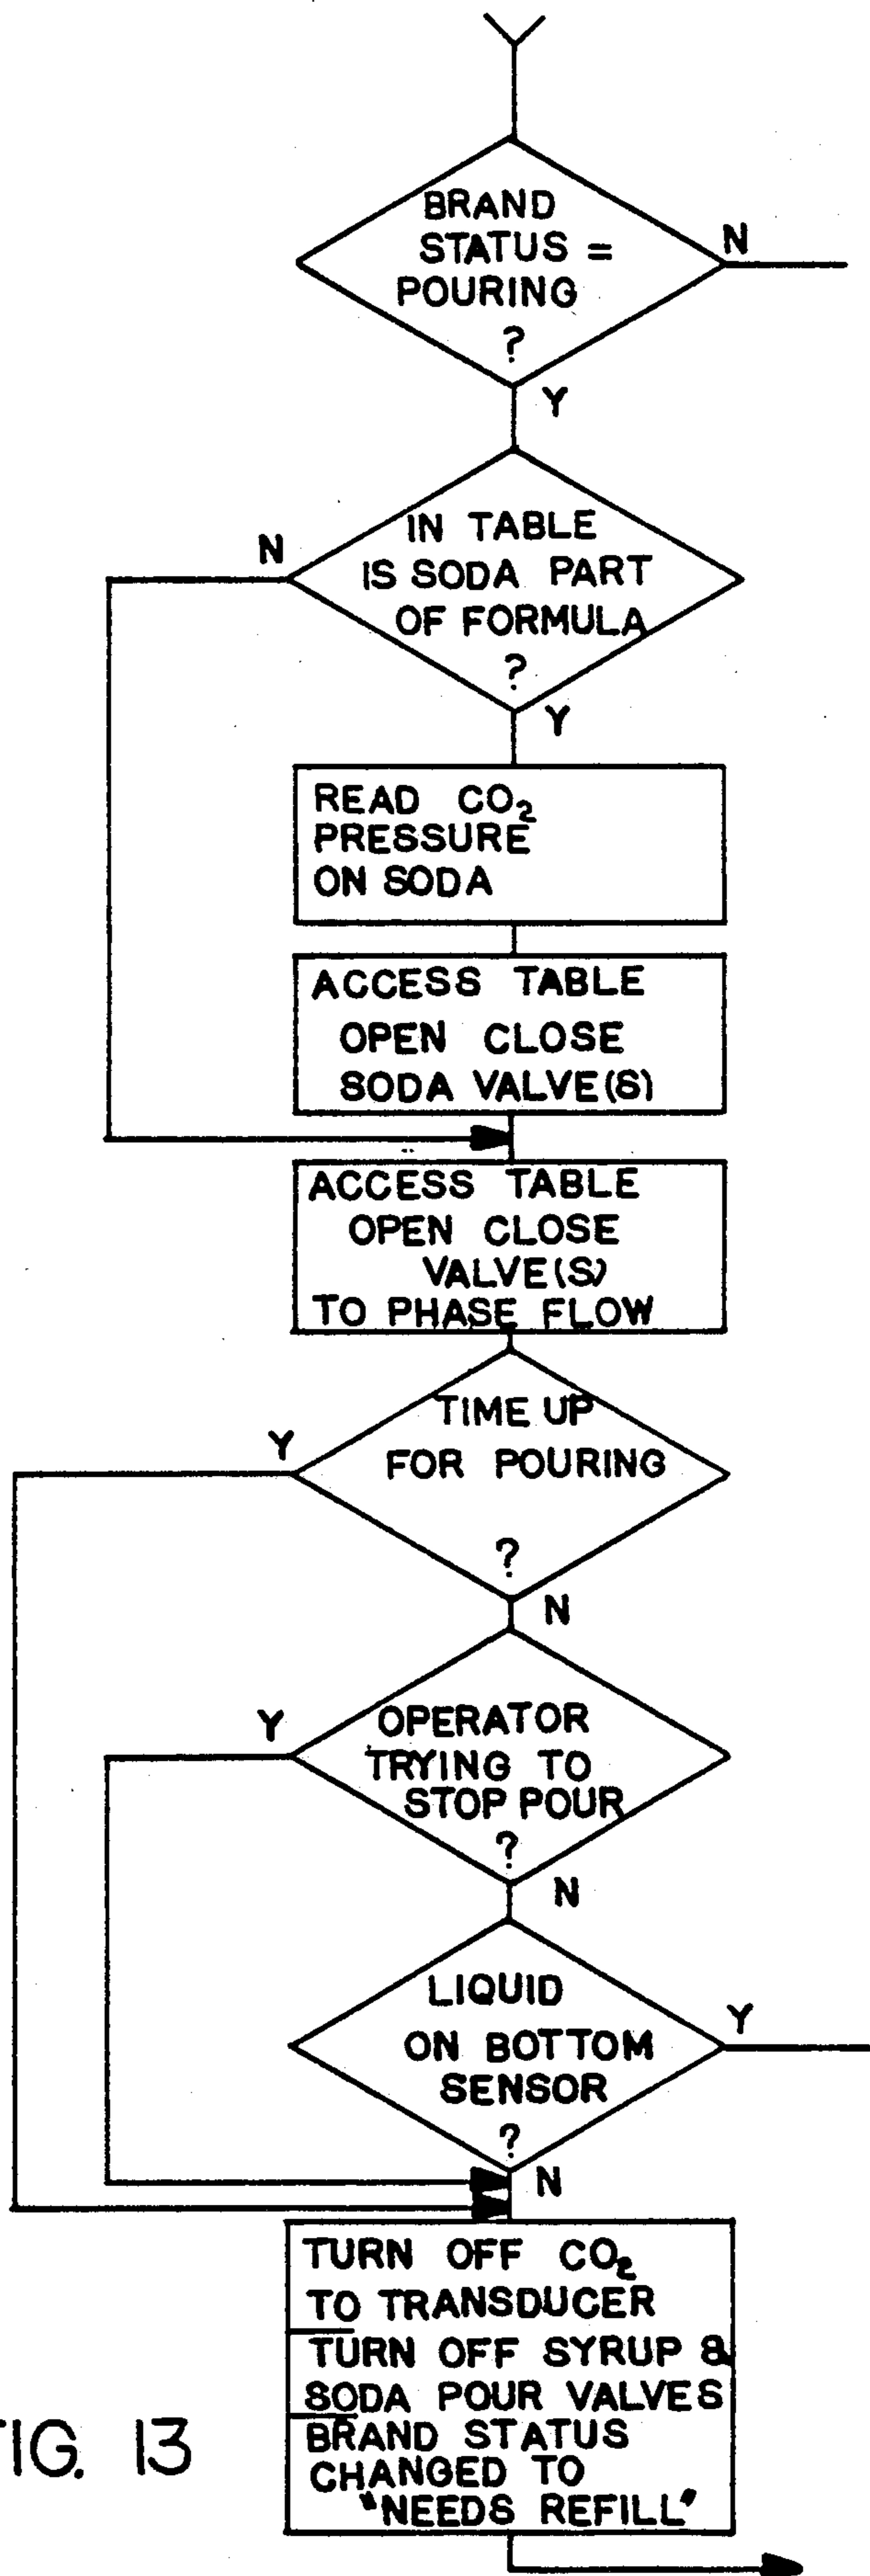 BRAND
STATUS =
POURING
?
N
Y
IN TABLE
IS SODA PART
OF FORMULA
?
N
Y
READ CO₂
PRESSURE
ON SODA
ACCESS TABLE
OPEN CLOSE
SODA VALVE(S)
ACCESS TABLE
OPEN CLOSE
VALVE(S)
TO PHASE FLOW
TIME UP
FOR POURING
?
Y
N
OPERATOR
TRYING TO
STOP POUR
?
Y
N
LIQUID
ON BOTTOM
SENSOR
?
Y
N
TURN OFF CO₂
TO TRANSDUCER
TURN OFF SYRUP &
SODA POUR VALVES
BRAND STATUS
CHANGED TO
"NEEDS REFILL"
FIG. 13